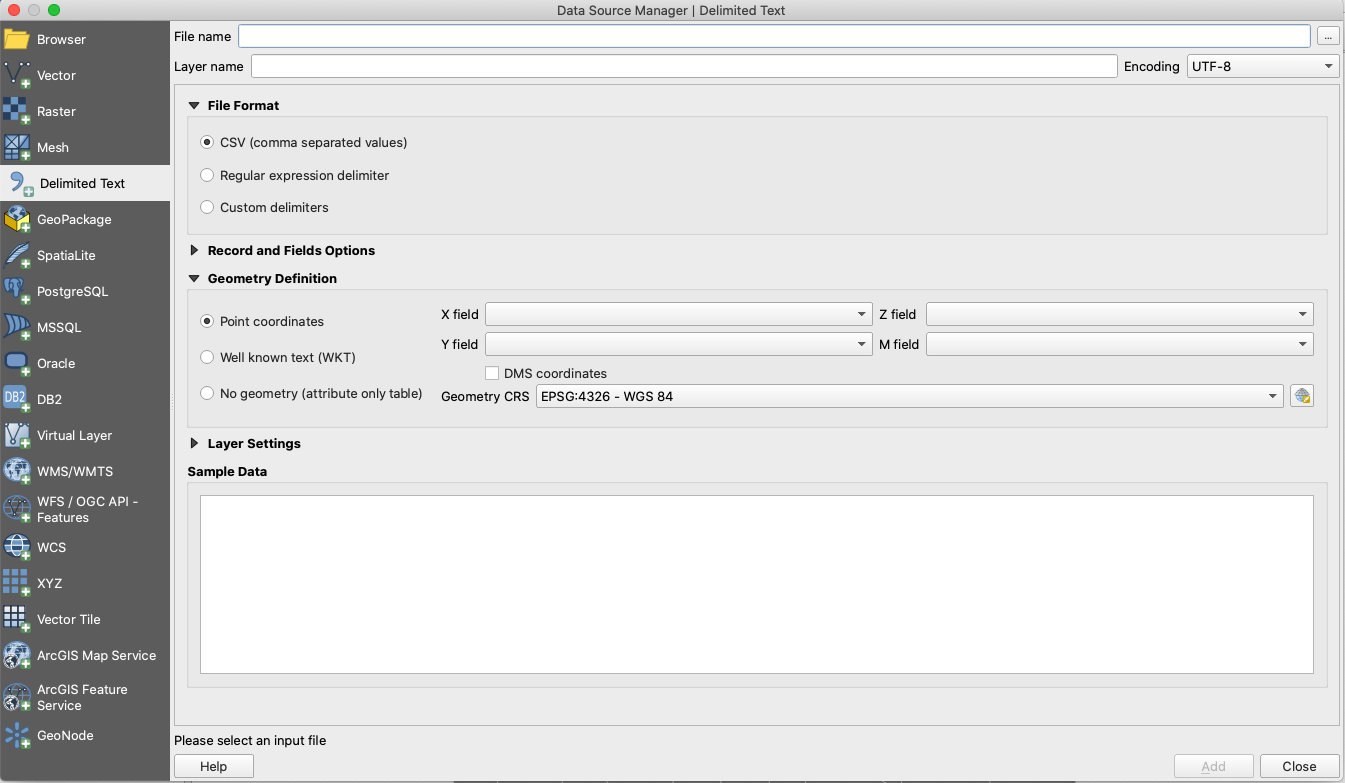 Data Source Manager | Delimited Text
Browser
Vector
Raster
Mesh
Delimited Text
GeoPackage
SpatiaLite
PostgreSQL
MSSQL
Oracle
DB2
DB2
Virtual Layer
WMS/WMTS
WFS / OGC API -
Features
WCS
XYZ
Vector Tile
ArcGIS Map Service
ArcGIS Feature
Service
GeoNode
File name ...
Layer name Encoding UTF-8
File Format
CSV (comma separated values)
Regular expression delimiter
Custom delimiters
Record and Fields Options
Geometry Definition
Point coordinates
Well known text (WKT)
No geometry (attribute only table)
X field Z field
Y field M field
DMS coordinates
Geometry CRS EPSG:4326 - WGS 84
Layer Settings
Sample Data
Please select an input file
Help Add Close